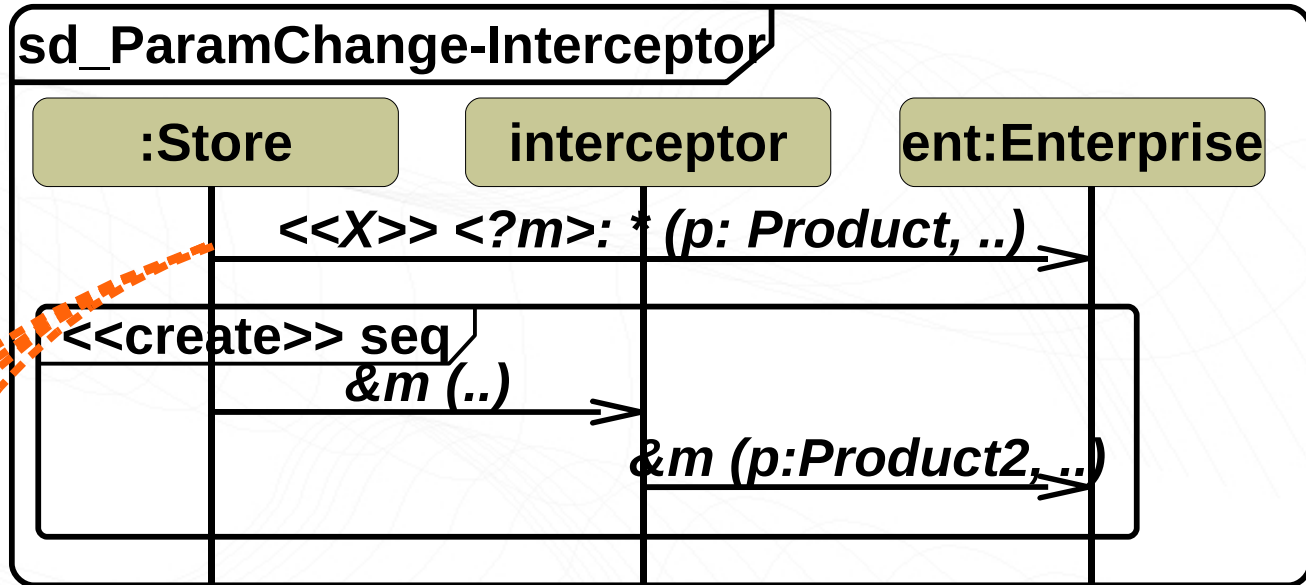 sd_ParamChange-Interceptor
:Store
interceptor
ent:Enterprise
<<X>> <?m>: * (p: Product, ..)
<<create>> seq
&m (..)
&m (p:Product2, ..)